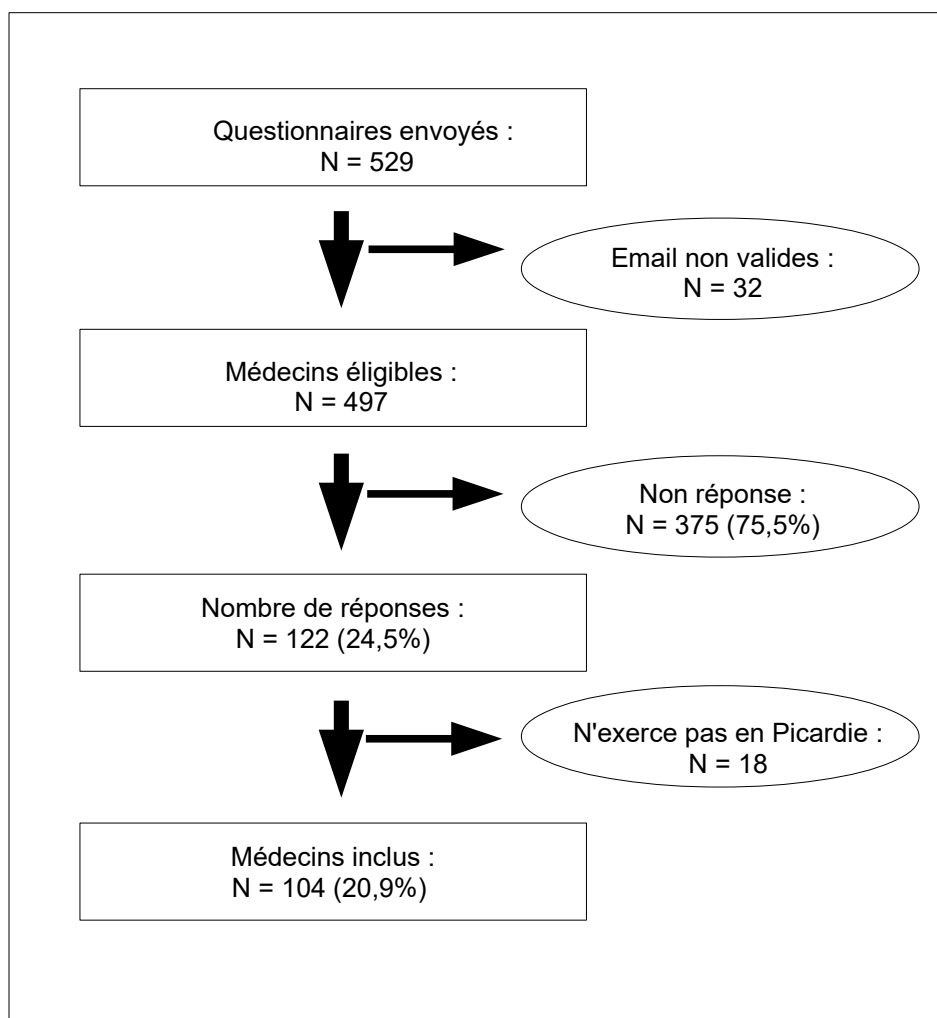 Questionnaires envoyés :
N = 529
Email non valides :
N = 32
Médecins éligibles :
N = 497
Non réponse :
N = 375 (75,5%)
Nombre de réponses :
N = 122 (24,5%)
N'exerce pas en Picardie :
N = 18
Médecins inclus :
N = 104 (20,9%)